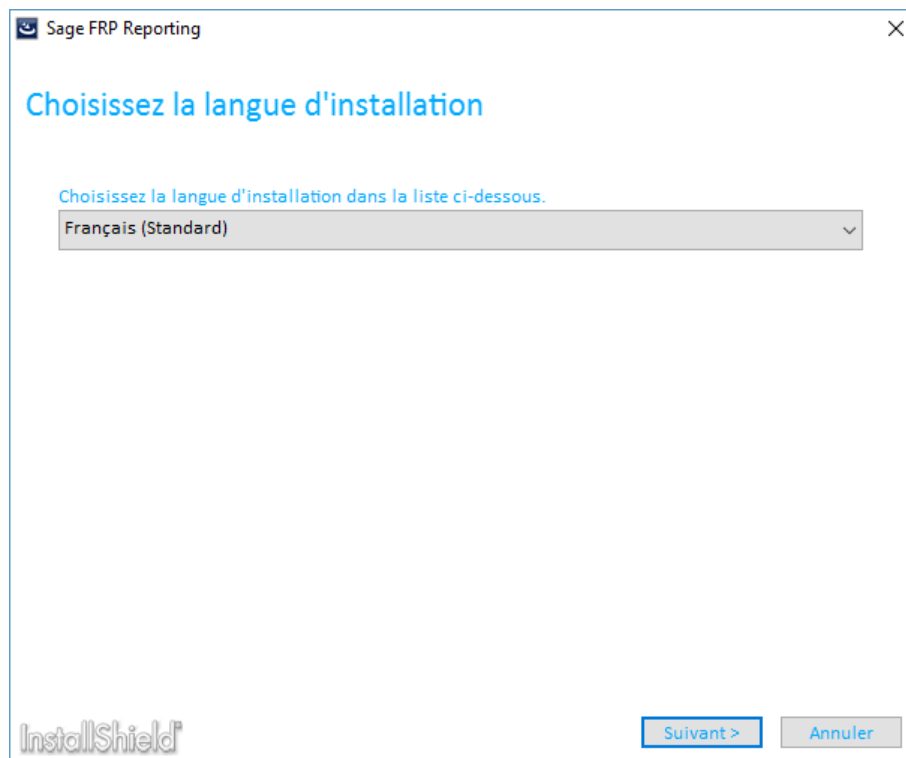 Sage FRP Reporting
Choisissez la langue d'installation
Choisissez la langue d'installation dans la liste ci-dessous.
Français (Standard)
InstallShield
Suivant >
Annuler